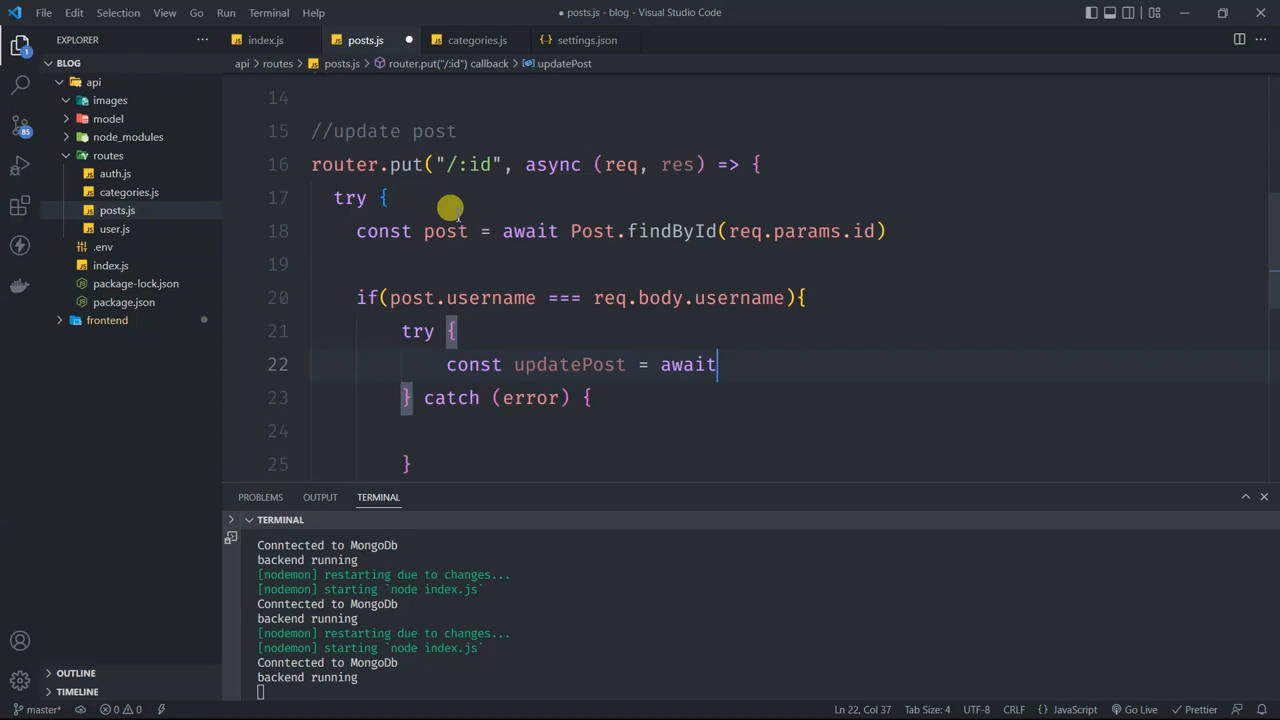 File Edit Selection View Go Run Terminal Help
● posts.js - blog - Visual Studio Code
EXPLORER
BLOG
api
images
model
node_modules
routes
auth.js
categories.js
posts.js
user.js
.env
index.js
package-lock.json
package.json
frontend
OUTLINE
TIMELINE
1
85
index.js posts.js categories.js settings.json
api > routes > posts.js > router.put("/:id") callback > updatePost
14
15 //update post
16 router.put("/:id", async (req, res) => {
17 try {
18 const post = await Post.findById(req.params.id)
19
20 if(post.username === req.body.username){
21 try {
22 const updatePost = await
23 } catch (error) {
24
25 }
PROBLEMS OUTPUT TERMINAL
TERMINAL
Conntected to MongoDb
backend running
[nodemon] restarting due to changes...
[nodemon] starting `node index.js`
Conntected to MongoDb
backend running
[nodemon] restarting due to changes...
[nodemon] starting `node index.js`
Conntected to MongoDb
backend running
master* 0 0 Ln 22, Col 37 Tab Size: 4 UTF-8 CRLF {} JavaScript Go Live Prettier